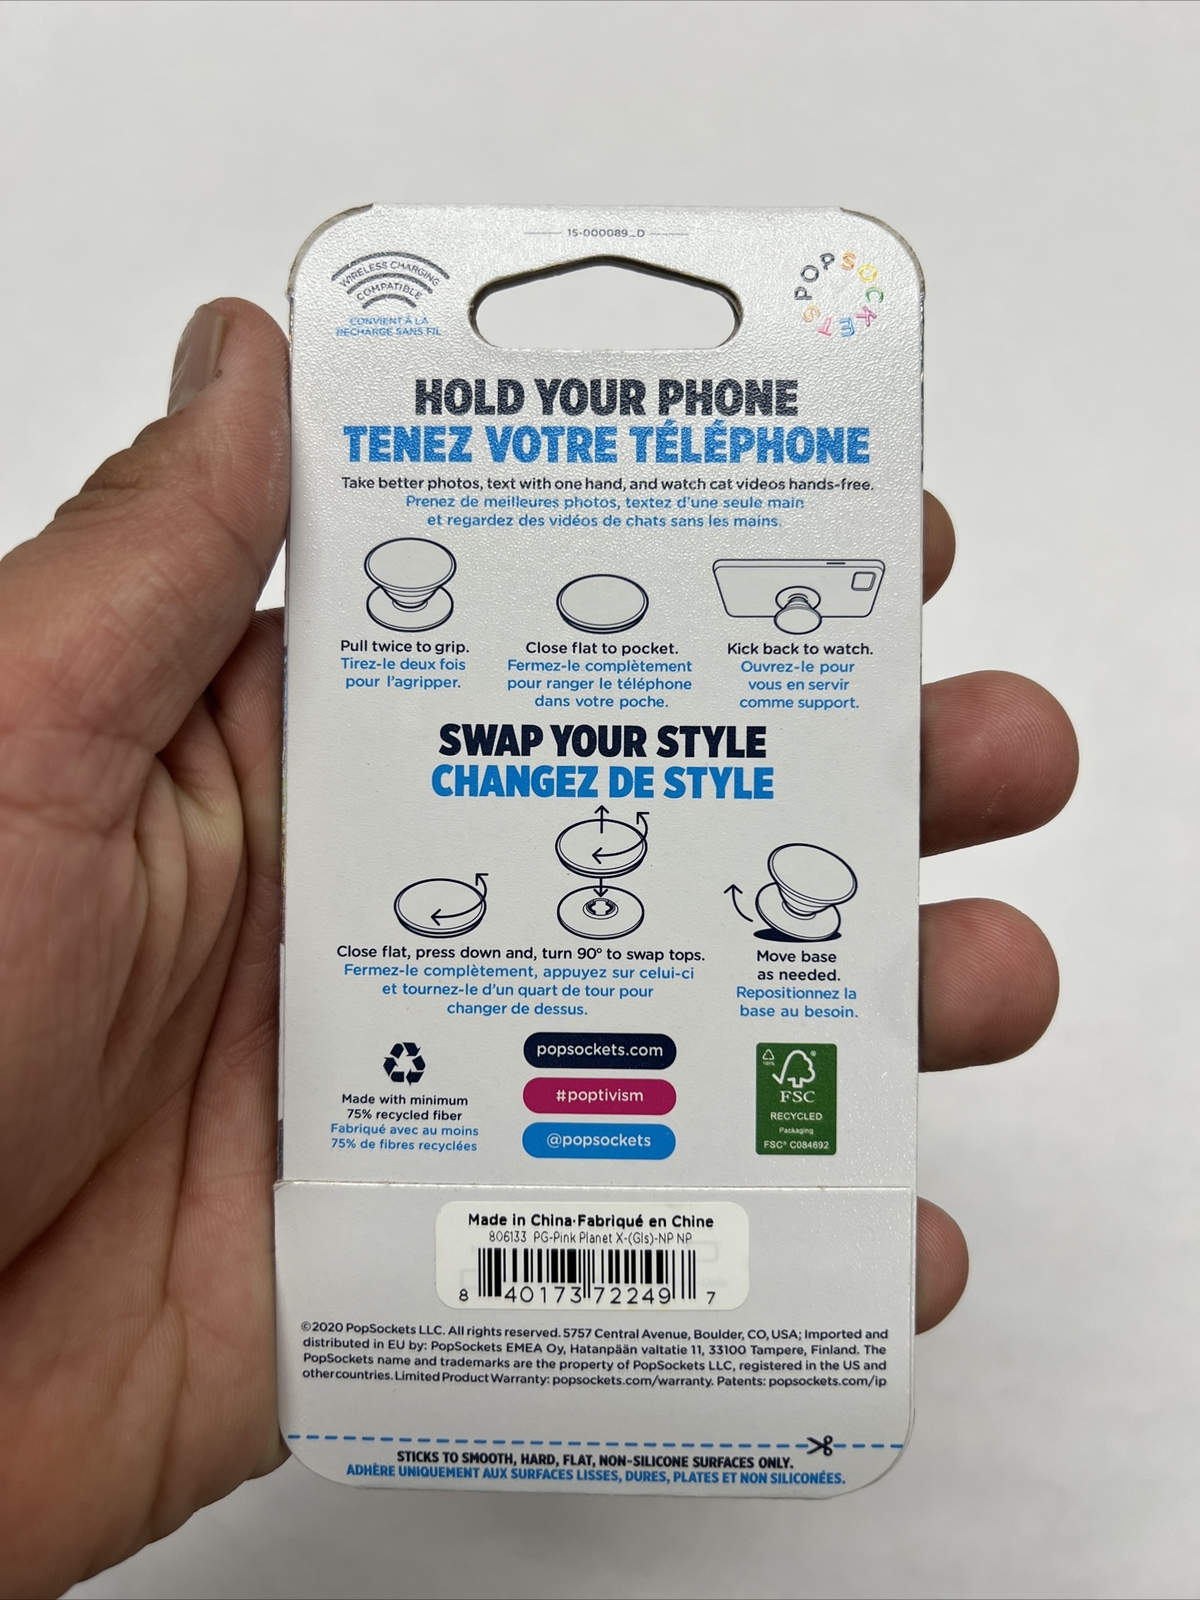 15-000089_D
WIRELESS CHARGING
COMPATIBLE
CONVIENT À LA
RECHARGE SANS FIL
POPSOCKETS
HOLD YOUR PHONE
TENEZ VOTRE TÉLÉPHONE
Take better photos, text with one hand, and watch cat videos hands-free.
Prenez de meilleures photos, textez d'une seule main
et regardez des vidéos de chats sans les mains.
Pull twice to grip.
Tirez-le deux fois
pour l'agripper.
Close flat to pocket.
Fermez-le complètement
pour ranger le téléphone
dans votre poche.
Kick back to watch.
Ouvrez-le pour
vous en servir
comme support.
SWAP YOUR STYLE
CHANGEZ DE STYLE
Close flat, press down and, turn 90° to swap tops.
Fermez-le complètement, appuyez sur celui-ci
et tournez-le d'un quart de tour pour
changer de dessus.
Move base
as needed.
Repositionnez la
base au besoin.
Made with minimum
75% recycled fiber
Fabriqué avec au moins
75% de fibres recyclées
popsockets.com
#poptivism
@popsockets
100%
FSC
RECYCLED
Packaging
FSC® C084692
Made in China·Fabriqué en Chine
806133 PG-Pink Planet X-(Gls)-NP NP
8 40173 72249 7
©2020 PopSockets LLC. All rights reserved. 5757 Central Avenue, Boulder, CO, USA; Imported and
distributed in EU by: PopSockets EMEA Oy, Hatanpään valtatie 11, 33100 Tampere, Finland. The
PopSockets name and trademarks are the property of PopSockets LLC, registered in the US and
other countries. Limited Product Warranty: popsockets.com/warranty. Patents: popsockets.com/ip
STICKS TO SMOOTH, HARD, FLAT, NON-SILICONE SURFACES ONLY.
ADHÈRE UNIQUEMENT AUX SURFACES LISSES, DURES, PLATES ET NON SILICONÉES.